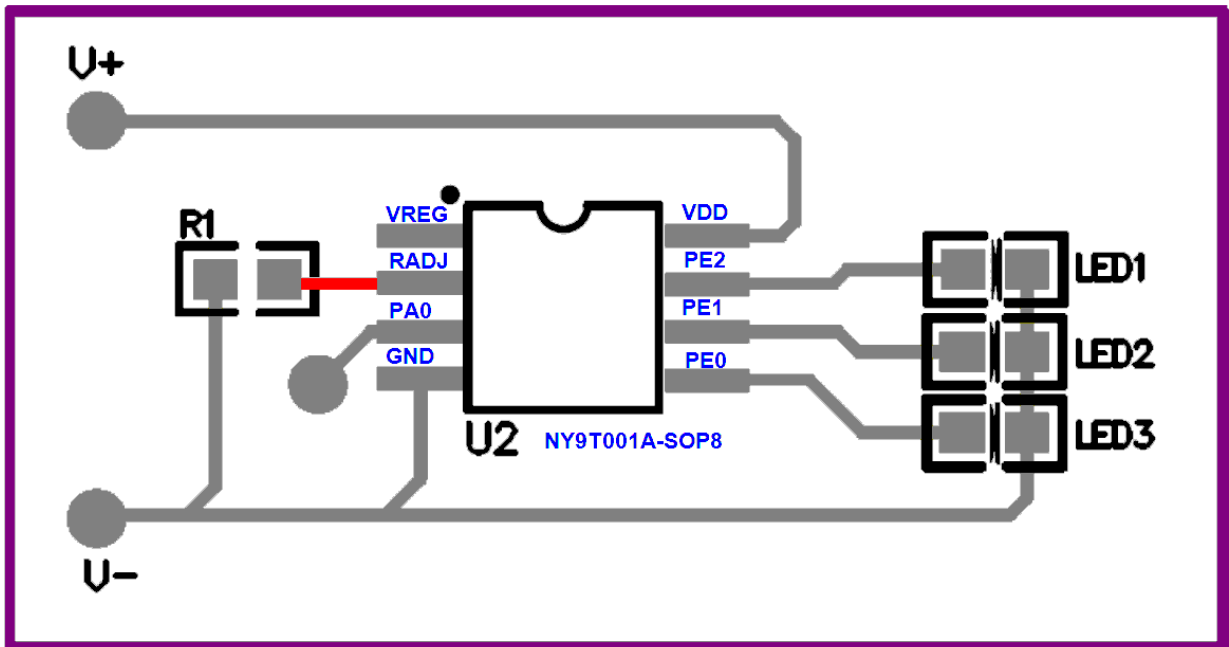 V+
R1
VREG
VDD
RADJ
PE2
LED1
PA0
PE1
GND
PE0
LED2
U2
NY9T001A-SOP8
LED3
V-